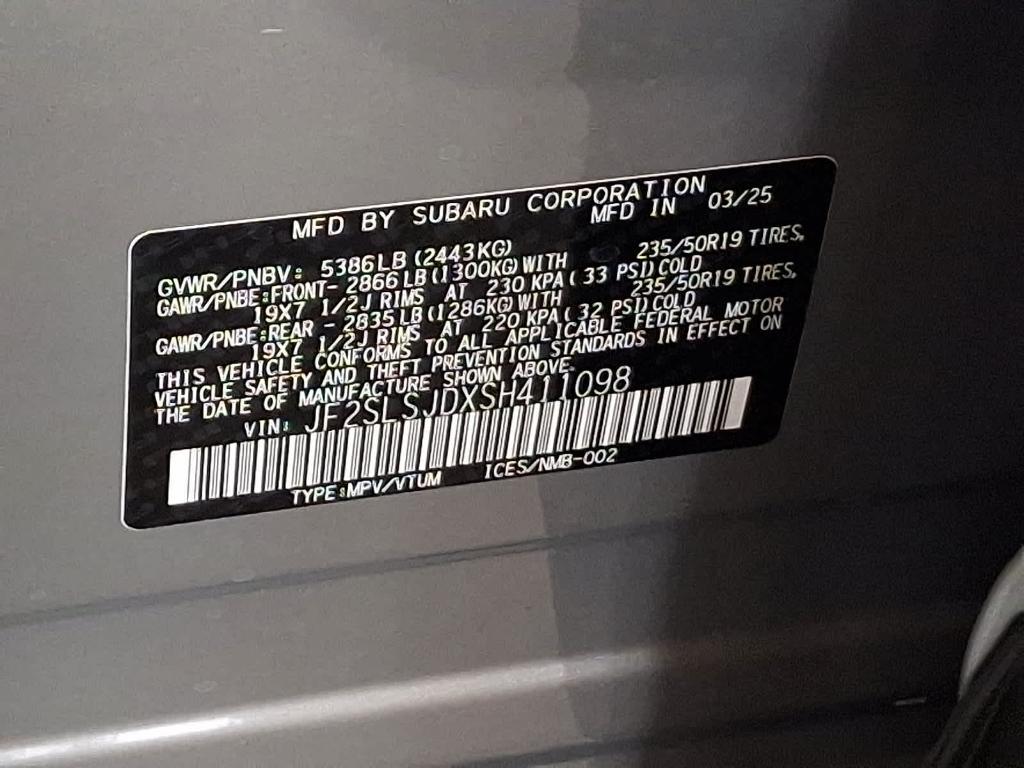 MFD BY SUBARU CORPORATION
MFD IN 03/25
GVWR/PNBV: 5386LB (2443KG)
GAWR/PNBE:FRONT- 2866LB(1300KG)WITH 235/50R19 TIRES,
19X7 1/2J RIMS AT 230 KPA( 33 PSI)COLD
GAWR/PNBE:REAR - 2835LB(1286KG)WITH 235/50R19 TIRES,
19X7 1/2J RIMS AT 220 KPA( 32 PSI)COLD
THIS VEHICLE CONFORMS TO ALL APPLICABLE FEDERAL MOTOR
VEHICLE SAFETY AND THEFT PREVENTION STANDARDS IN EFFECT ON
THE DATE OF MANUFACTURE SHOWN ABOVE.
VIN: JF2SLSJDXSH411098
TYPE:MPV/VTUM ICES/NMB-002